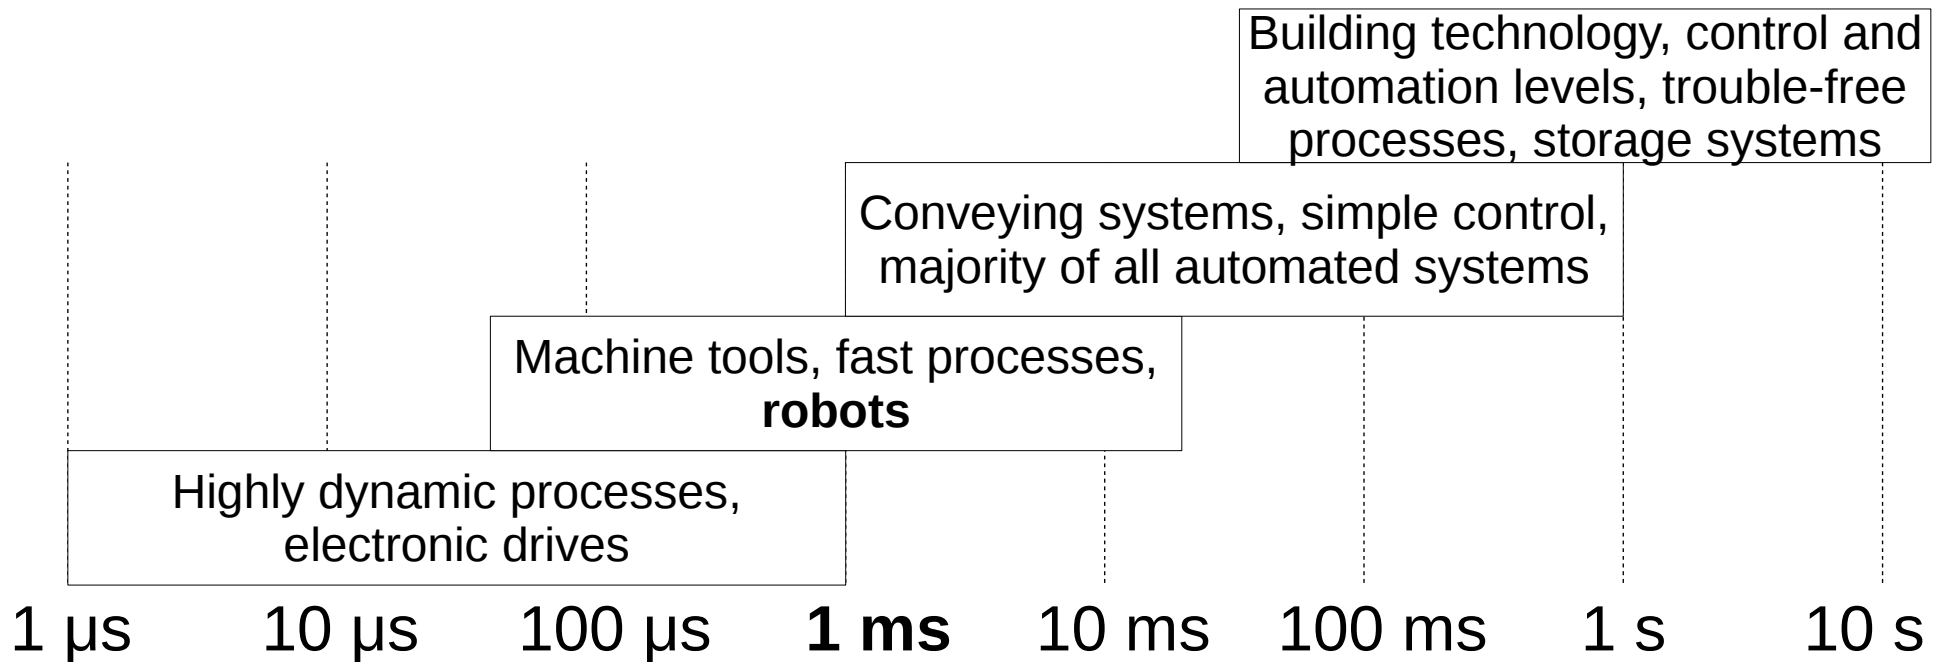 Building technology, control and
automation levels, trouble-free
processes, storage systems
Conveying systems, simple control,
majority of all automated systems
Machine tools, fast processes,
robots
Highly dynamic processes,
electronic drives
1 μs 10 μs 100 μs 1 ms 10 ms 100 ms 1 s 10 s